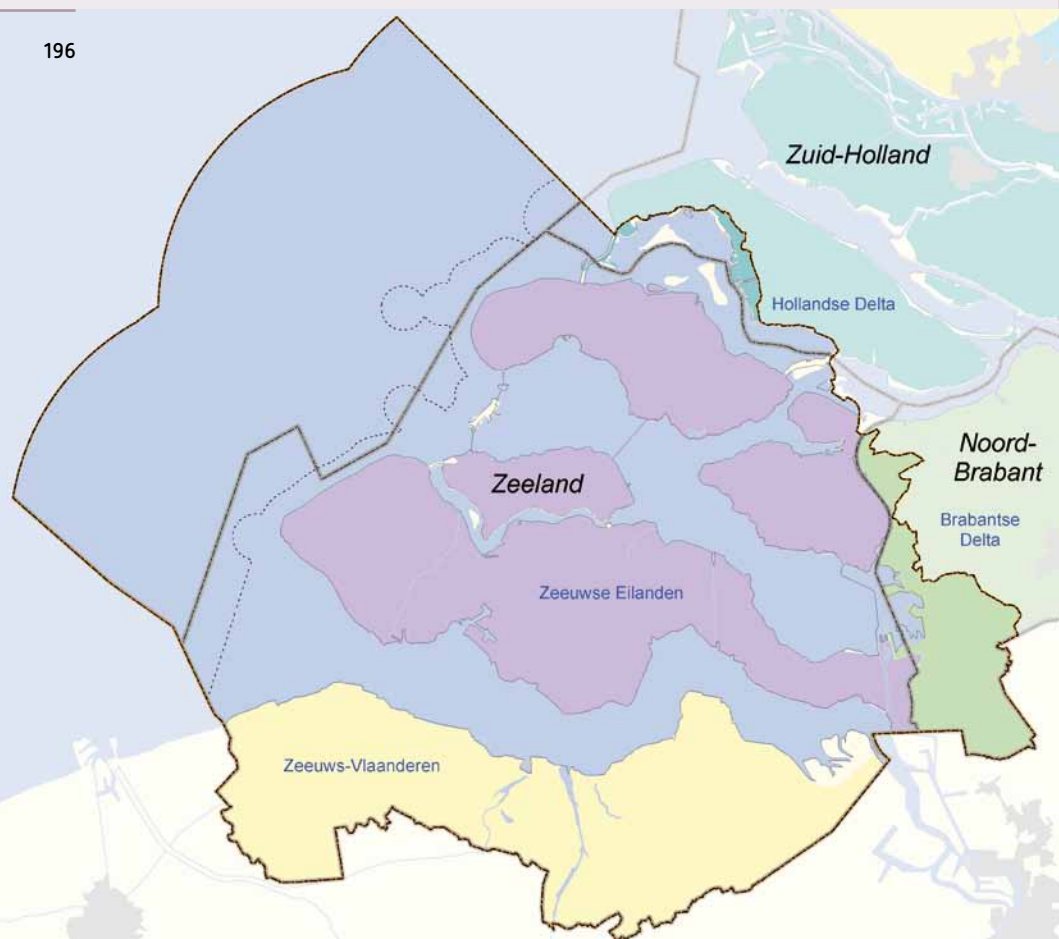 196
Zuid-Holland
Hollandse Delta
Noord-
Brabant
Zeeland
Brabantse
Delta
Zeeuwse Eilanden
Zeeuws-Vlaanderen